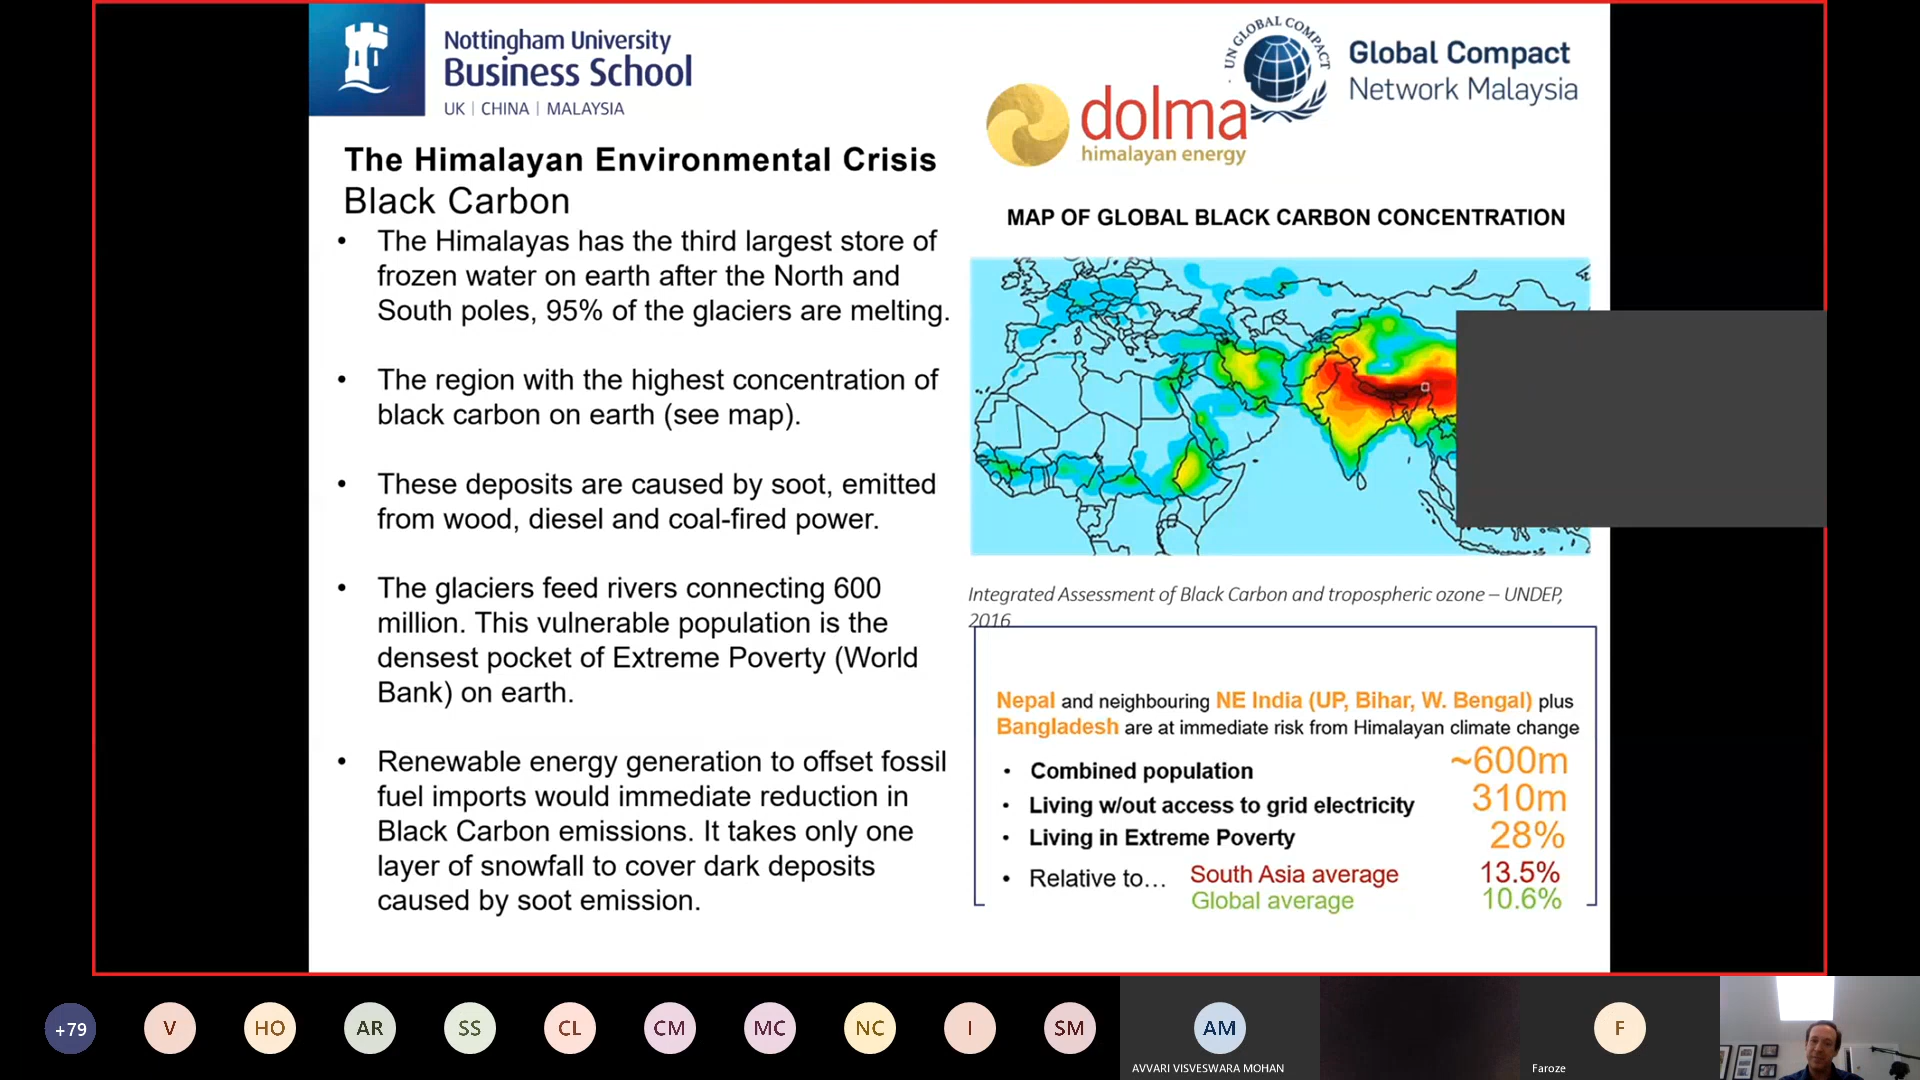 Nottingham University
Business School
UK | CHINA | MALAYSIA
UN GLOBAL COMPACT
Global Compact
Network Malaysia
dolma
himalayan energy
The Himalayan Environmental Crisis
Black Carbon
• The Himalayas has the third largest store of
frozen water on earth after the North and
South poles, 95% of the glaciers are melting.
• The region with the highest concentration of
black carbon on earth (see map).
• These deposits are caused by soot, emitted
from wood, diesel and coal-fired power.
• The glaciers feed rivers connecting 600
million. This vulnerable population is the
densest pocket of Extreme Poverty (World
Bank) on earth.
• Renewable energy generation to offset fossil
fuel imports would immediate reduction in
Black Carbon emissions. It takes only one
layer of snowfall to cover dark deposits
caused by soot emission.
MAP OF GLOBAL BLACK CARBON CONCENTRATION
Integrated Assessment of Black Carbon and tropospheric ozone – UNDEP,
2016
Nepal and neighbouring NE India (UP, Bihar, W. Bengal) plus
Bangladesh are at immediate risk from Himalayan climate change
• Combined population ~600m
• Living w/out access to grid electricity 310m
• Living in Extreme Poverty 28%
• Relative to... South Asia average 13.5%
Global average 10.6%
+79 V HO AR SS CL CM MC NC I SM AM F
AVVARI VISVESWARA MOHAN Faroze